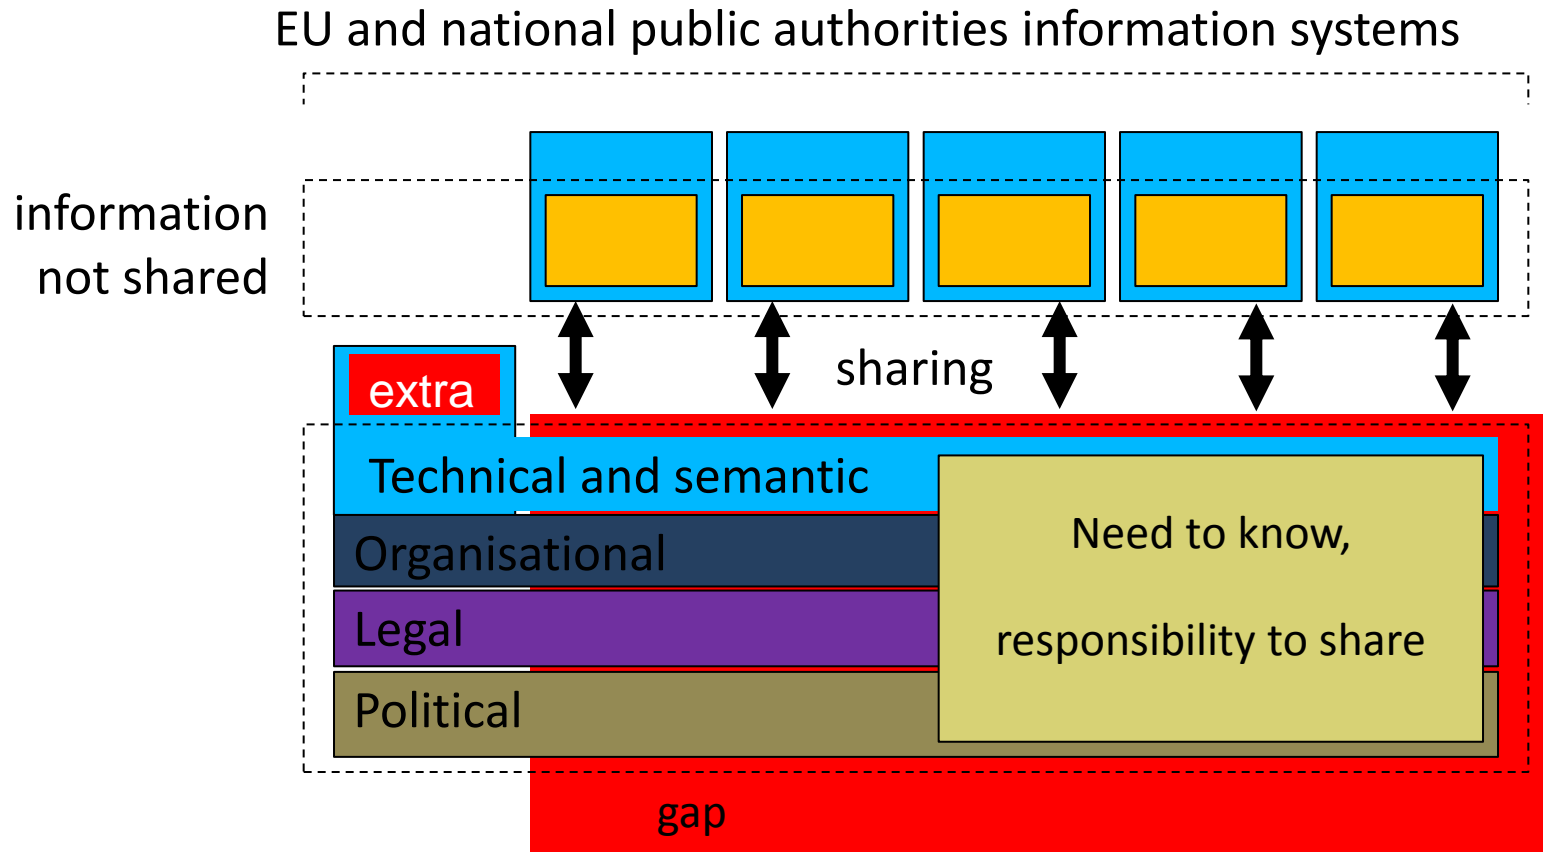 EU and national public authorities information systems
information
not shared
sharing
extra
Technical and semantic
Organisational
Legal
Political
Need to know,
responsibility to share
gap